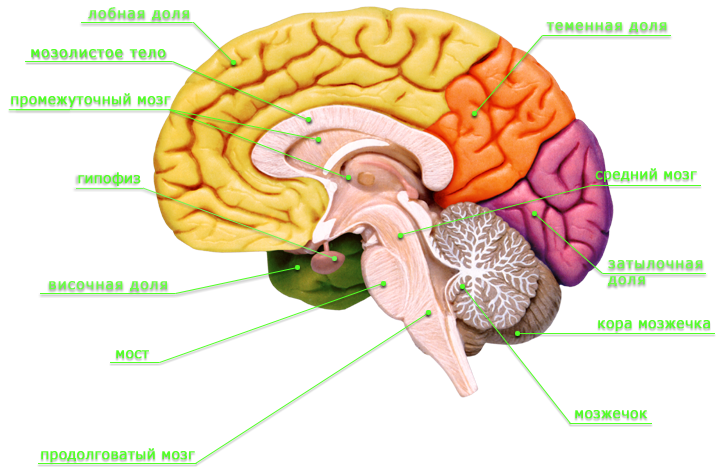 лобная доля
теменная доля
мозолистое тело
промежуточный мозг
гипофиз
средний мозг
затылочная
доля
височная доля
кора мозжечка
мост
мозжечок
продолговатый мозг